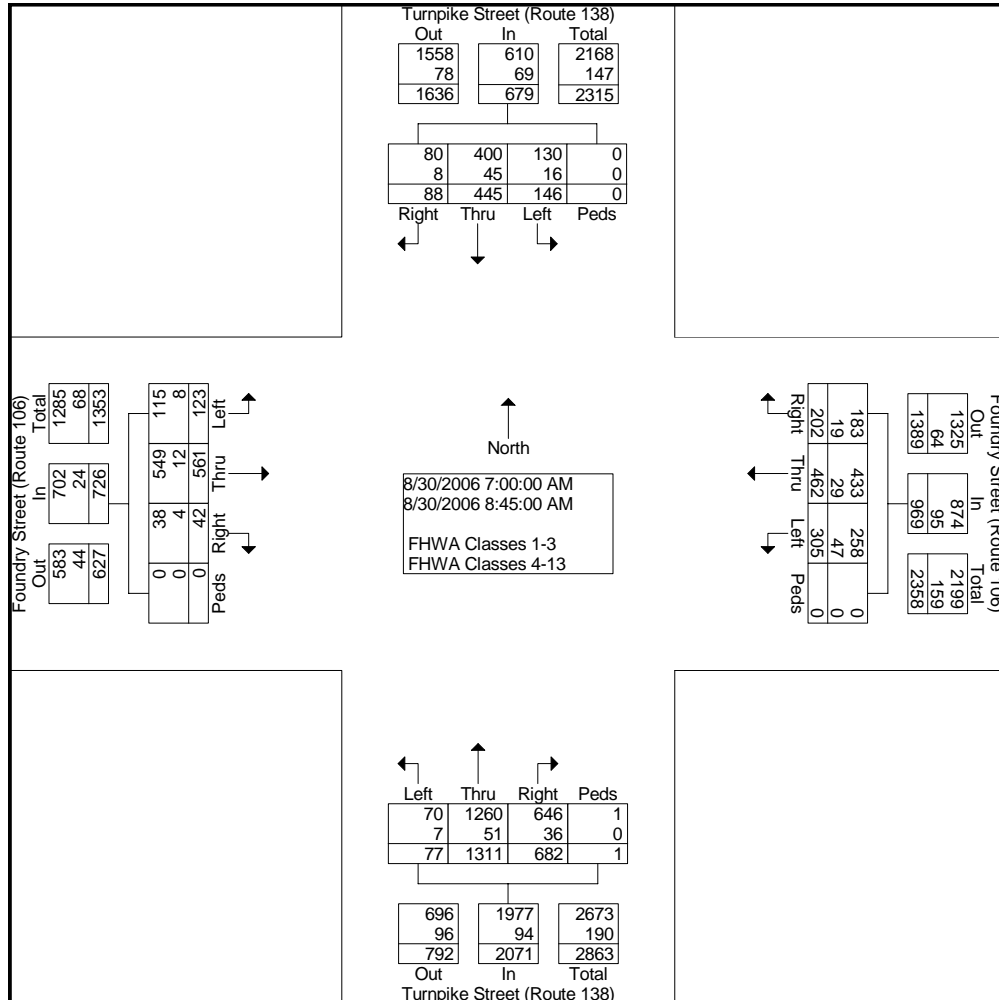 Turnpike Street (Route 138)
Out In Total
1558 610 2168
78 69 147
1636 679 2315
80 400 130 0
8 45 16 0
88 445 146 0
Right Thru Left Peds
Foundry Street (Route 106)
Total In Out
1285 702 583
68 24 44
1353 726 627
115 549 38 0
8 12 4 0
123 561 42 0
Left Thru Right Peds
North
8/30/2006 7:00:00 AM
8/30/2006 8:45:00 AM
FHWA Classes 1-3
FHWA Classes 4-13
Right Thru Left Peds
183 433 258 0
19 29 47 0
202 462 305 0
Foundry Street (Route 106)
Out In Total
1325 874 2199
64 95 159
1389 969 2358
Left Thru Right Peds
70 1260 646 1
7 51 36 0
77 1311 682 1
696 1977 2673
96 94 190
792 2071 2863
Out In Total
Turnpike Street (Route 138)